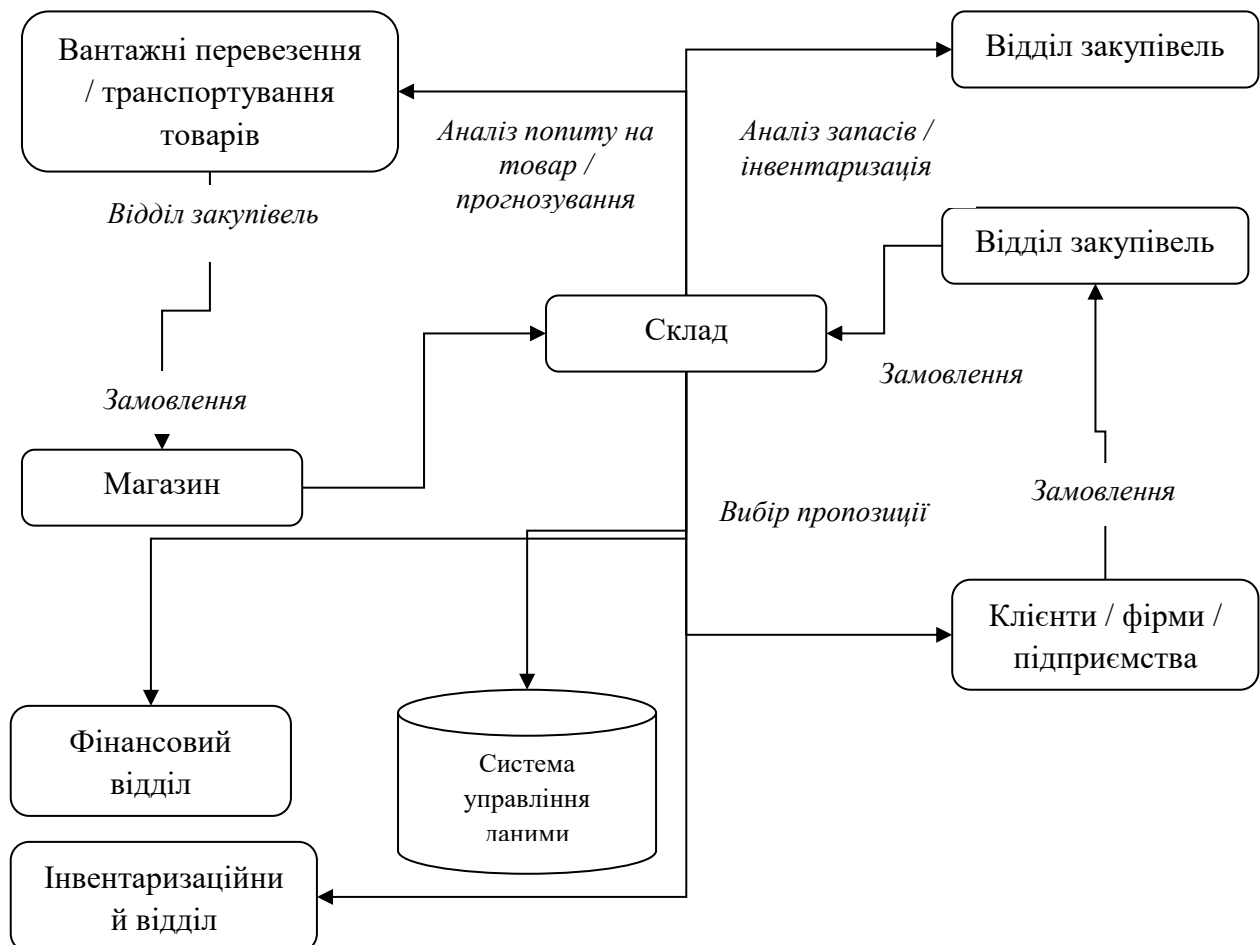 Вантажні перевезення
/ транспортування
товарів
Відділ закупівель
Аналіз попиту на
товар /
прогнозування
Аналіз запасів /
інвентаризація
Відділ закупівель
Відділ закупівель
Склад
Замовлення
Замовлення
Магазин
Замовлення
Вибір пропозиції
Клієнти / фірми /
підприємства
Фінансовий
відділ
Система
управління
даними
Інвентаризаційни
й відділ